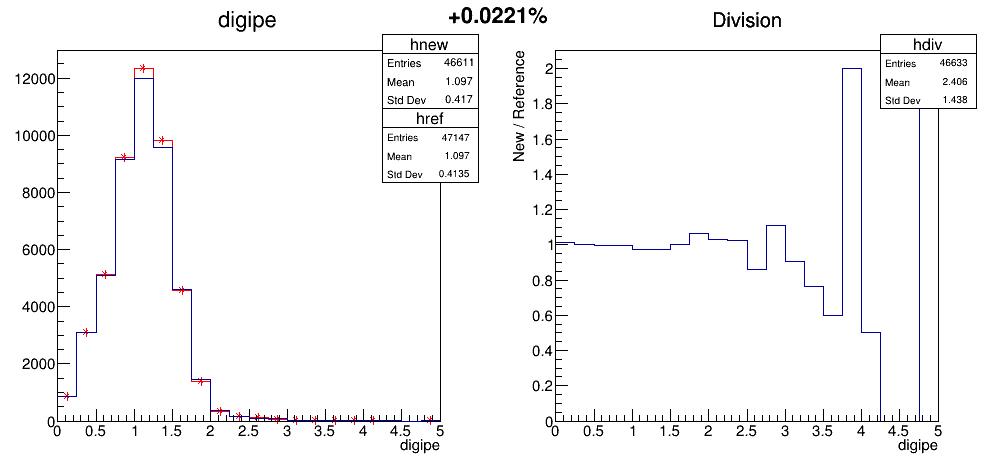 digipe
+0.0221%
Division
hnew
Entries 46611
Mean 1.097
Std Dev 0.417
href
Entries 47147
Mean 1.097
Std Dev 0.4135
12000
10000
8000
6000
4000
2000
0
0 0.5 1 1.5 2 2.5 3 3.5 4 4.5 5
digipe
hdiv
Entries 46633
Mean 2.406
Std Dev 1.438
New / Reference
2
1.8
1.6
1.4
1.2
1
0.8
0.6
0.4
0.2
0
0 0.5 1 1.5 2 2.5 3 3.5 4 4.5 5
digipe